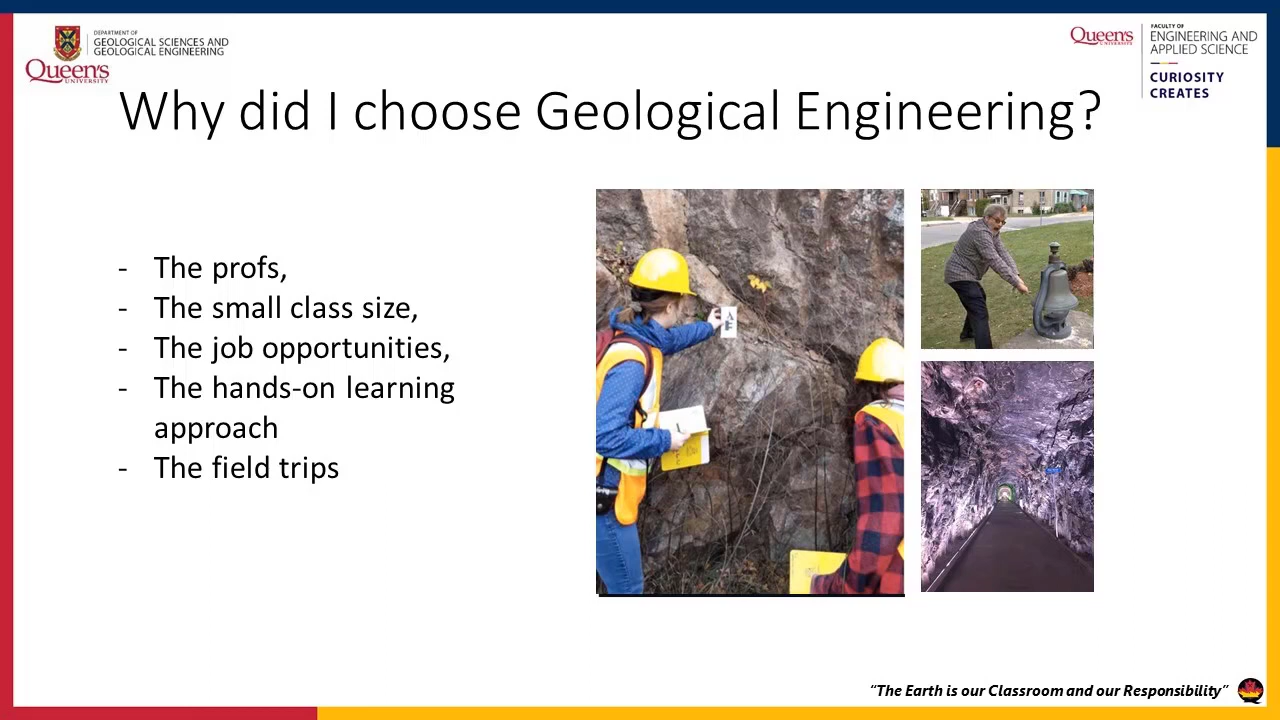 DEPARTMENT OF
GEOLOGICAL SCIENCES AND
GEOLOGICAL ENGINEERING
Queen's
UNIVERSITY
Queen's
UNIVERSITY
FACULTY OF
ENGINEERING AND
APPLIED SCIENCE
CURIOSITY
CREATES
Why did I choose Geological Engineering?
- The profs,
- The small class size,
- The job opportunities,
- The hands-on learning
approach
- The field trips
“The Earth is our Classroom and our Responsibility”